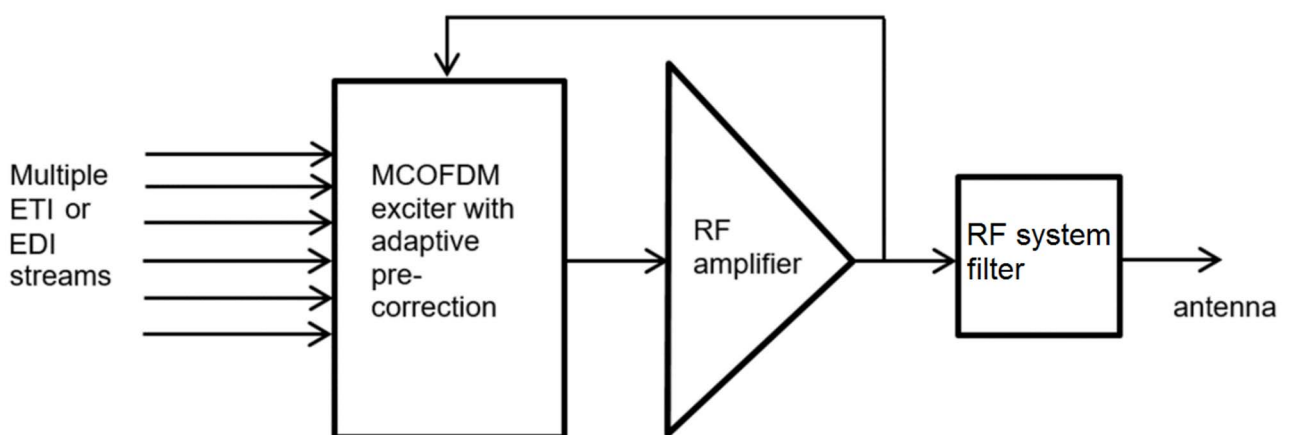 Multiple
ETI or
EDI
streams
MCOFDM
exciter with
adaptive
pre-
correction
RF
amplifier
RF system
filter
antenna